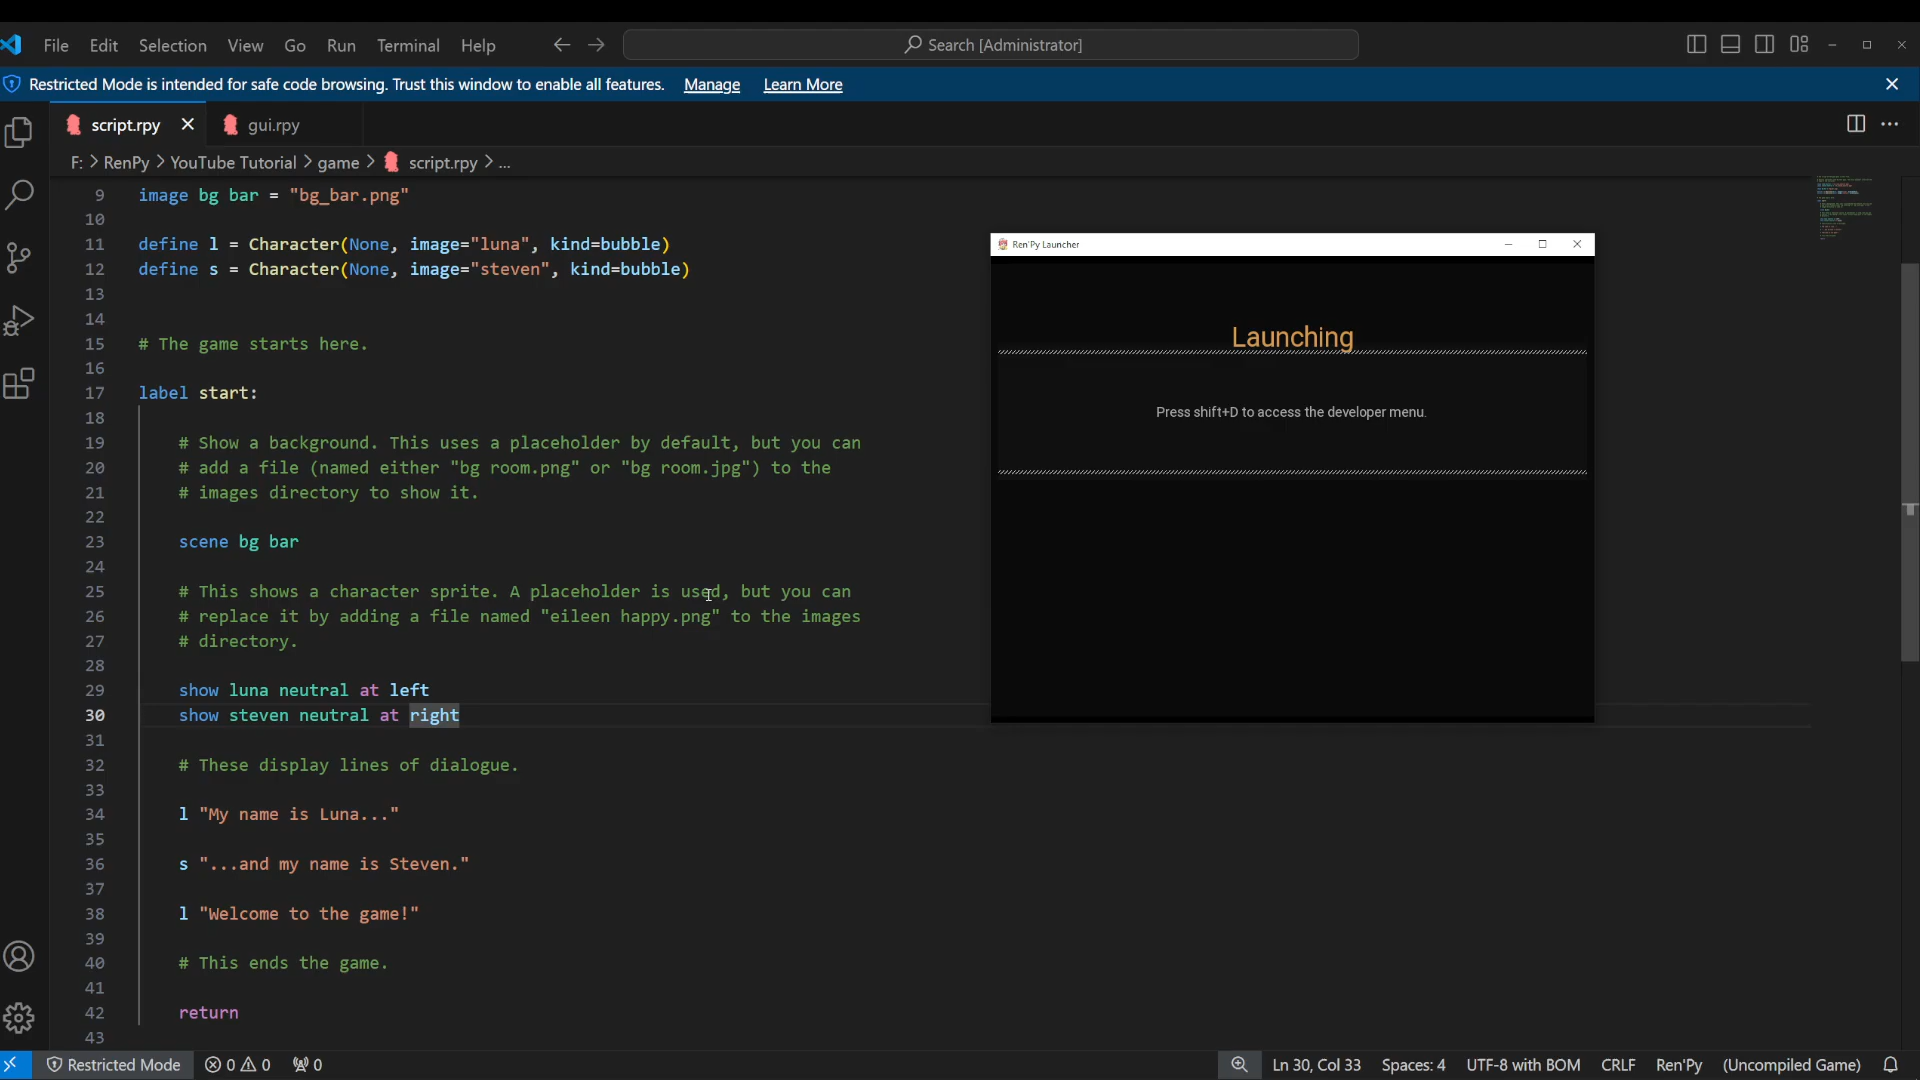 File Edit Selection View Go Run Terminal Help Search [Administrator]
Restricted Mode is intended for safe code browsing. Trust this window to enable all features. Manage Learn More
script.rpy gui.rpy
F: > RenPy > YouTube Tutorial > game > script.rpy > ...
9 image bg bar = "bg_bar.png"
10
11 define l = Character(None, image="luna", kind=bubble)
12 define s = Character(None, image="steven", kind=bubble)
13
14
15 # The game starts here.
16
17 label start:
18
19 # Show a background. This uses a placeholder by default, but you can
20 # add a file (named either "bg room.png" or "bg room.jpg") to the
21 # images directory to show it.
22
23 scene bg bar
24
25 # This shows a character sprite. A placeholder is used, but you can
26 # replace it by adding a file named "eileen happy.png" to the images
27 # directory.
28
29 show luna neutral at left
30 show steven neutral at right
31
32 # These display lines of dialogue.
33
34 l "My name is Luna..."
35
36 s "...and my name is Steven."
37
38 l "Welcome to the game!"
39
40 # This ends the game.
41
42 return
43
Ren'Py Launcher
Launching
Press shift+D to access the developer menu.
Restricted Mode 0 0 0 Ln 30, Col 33 Spaces: 4 UTF-8 with BOM CRLF Ren'Py (Uncompiled Game)